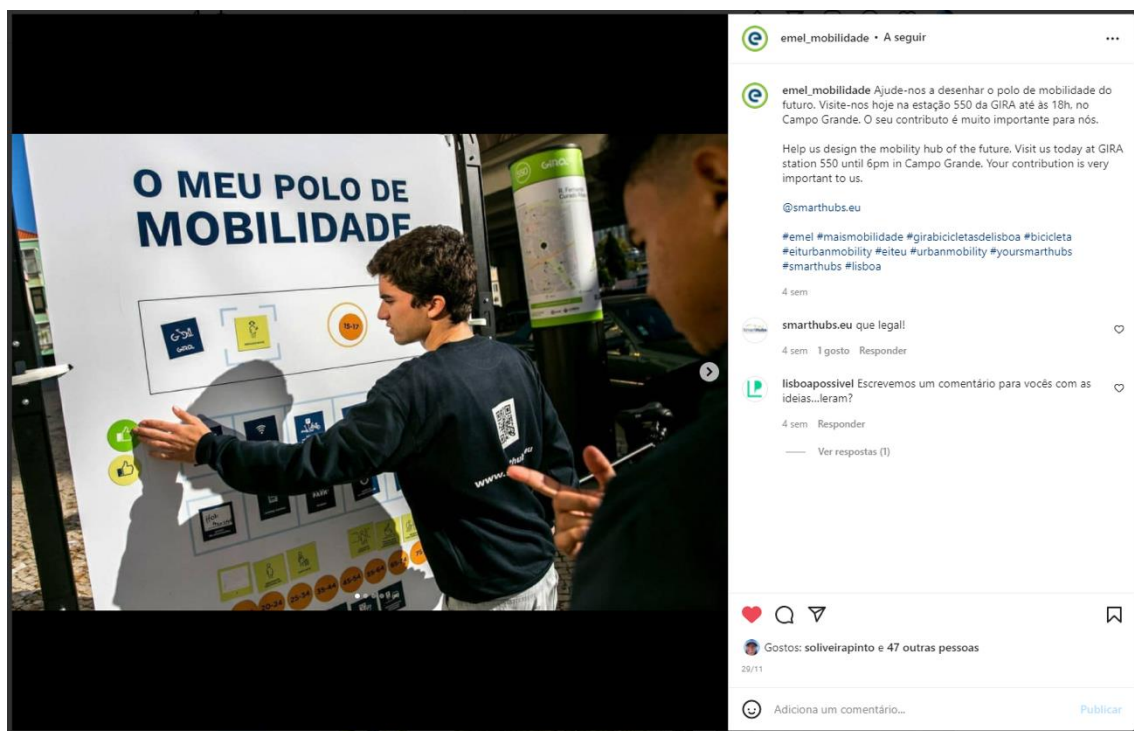 emel_mobilidade • A seguir
emel_mobilidade Ajude-nos a desenhar o polo de mobilidade do
futuro. Visite-nos hoje na estação 550 da GIRA até às 18h, no
Campo Grande. O seu contributo é muito importante para nós.
Help us design the mobility hub of the future. Visit us today at GIRA
station 550 until 6pm in Campo Grande. Your contribution is very
important to us.
@smarthubs.eu
#emel #maismobilidade #girabicicletasdelisboa #bicicleta
#eiturbanmobility #eiteu #urbanmobility #yoursmarthubs
#smarthubs #lisboa
4 sem
smarthubs.eu que legal!
4 sem 1 gosto Responder
lisboapossivel Escrevemos um comentário para vocês com as
ideias...leram?
4 sem Responder
Ver respostas (1)
Gostos: soliveirapinto e 47 outras pessoas
29/11
Adiciona um comentário...
Publicar
O MEU POLO DE
MOBILIDADE
GIRA
15-17
550 GIRA
www.
PARK
20-24 25-34 35-44 45-54 55-64